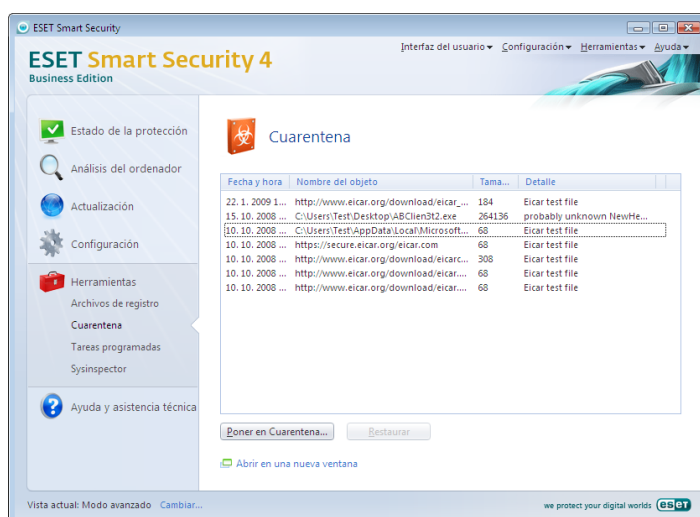 ESET Smart Security
ESET Smart Security 4
Business Edition
Interfaz del usuario Configuración Herramientas Ayuda
Estado de la protección
Análisis del ordenador
Actualización
Configuración
Herramientas
Archivos de registro
Cuarentena
Tareas programadas
Sysinspector
Ayuda y asistencia técnica
Cuarentena
Fecha y hora Nombre del objeto Tama... Detalle
22. 1. 2009 1... http://www.eicar.org/download/eicar_... 184 Eicar test file
15. 10. 2008 ... C:\Users\Test\Desktop\ABClien3t2.exe 264136 probably unknown NewHe...
10. 10. 2008 ... C:\Users\Test\AppData\Local\Microsoft... 68 Eicar test file
10. 10. 2008 ... https://secure.eicar.org/eicar.com 68 Eicar test file
10. 10. 2008 ... http://www.eicar.org/download/eicarc... 308 Eicar test file
10. 10. 2008 ... http://www.eicar.org/download/eicar.... 68 Eicar test file
10. 10. 2008 ... http://www.eicar.org/download/eicar.... 68 Eicar test file
Poner en Cuarentena... Restaurar
Abrir en una nueva ventana
Vista actual: Modo avanzado Cambiar...
we protect your digital worlds eset